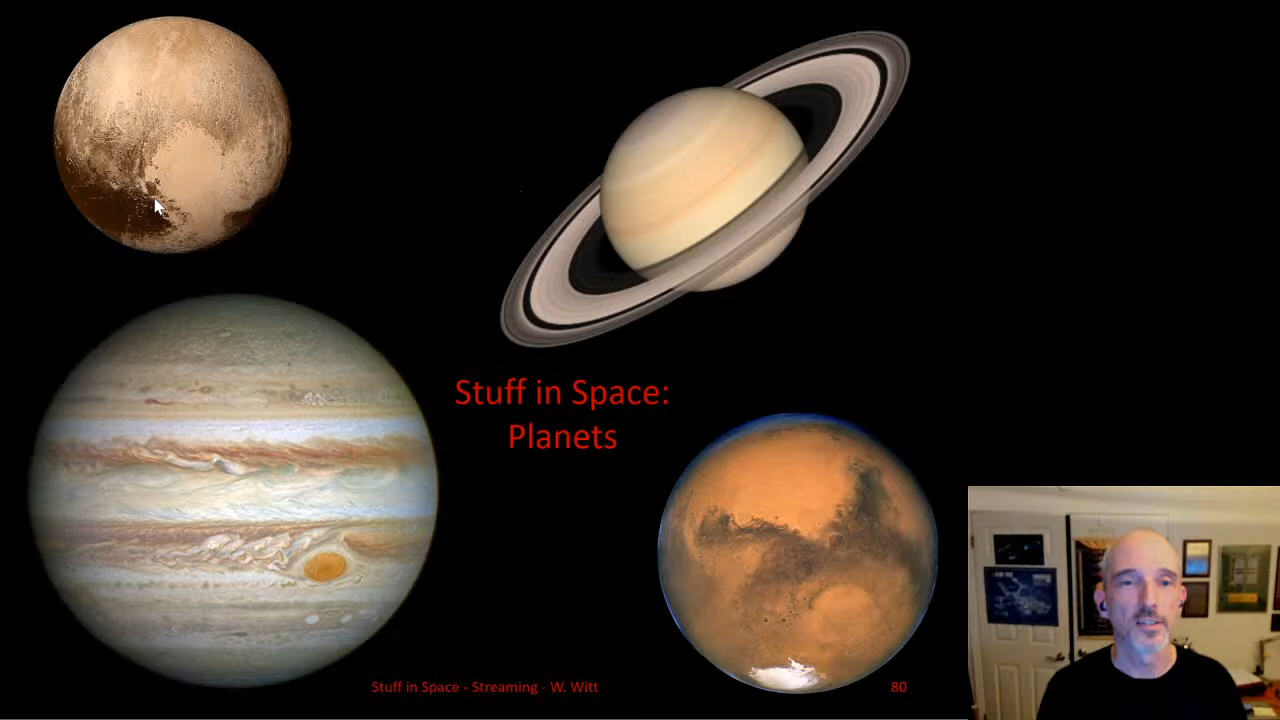 Stuff in Space:
Planets
Stuff in Space - Streaming - W. Witt
80